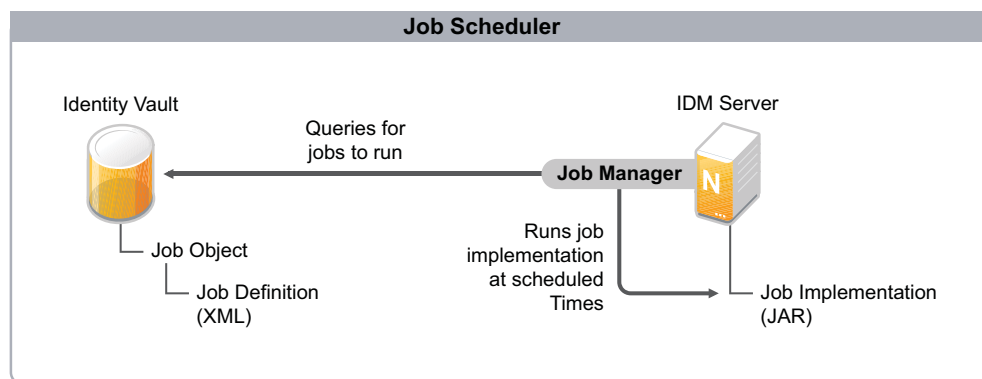 Job Scheduler
Identity Vault
IDM Server
Queries for
jobs to run
Job Manager
N
Runs job
implementation
at scheduled
Times
Job Object
Job Definition
(XML)
Job Implementation
(JAR)